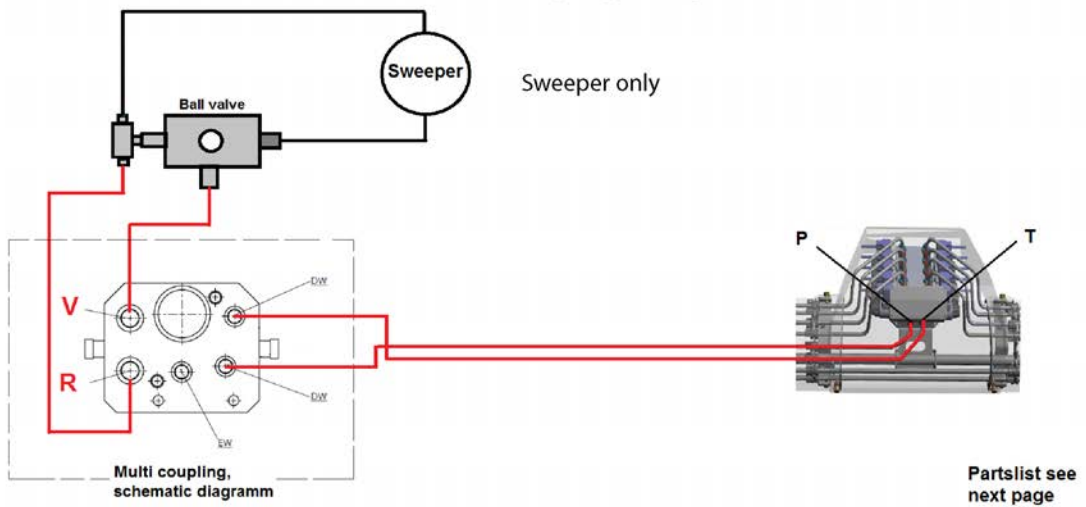 Sweeper
Sweeper only
Ball valve
P
T
V
DW
R
DW
EW
Multi coupling,
schematic diagramm
Partslist see
next page